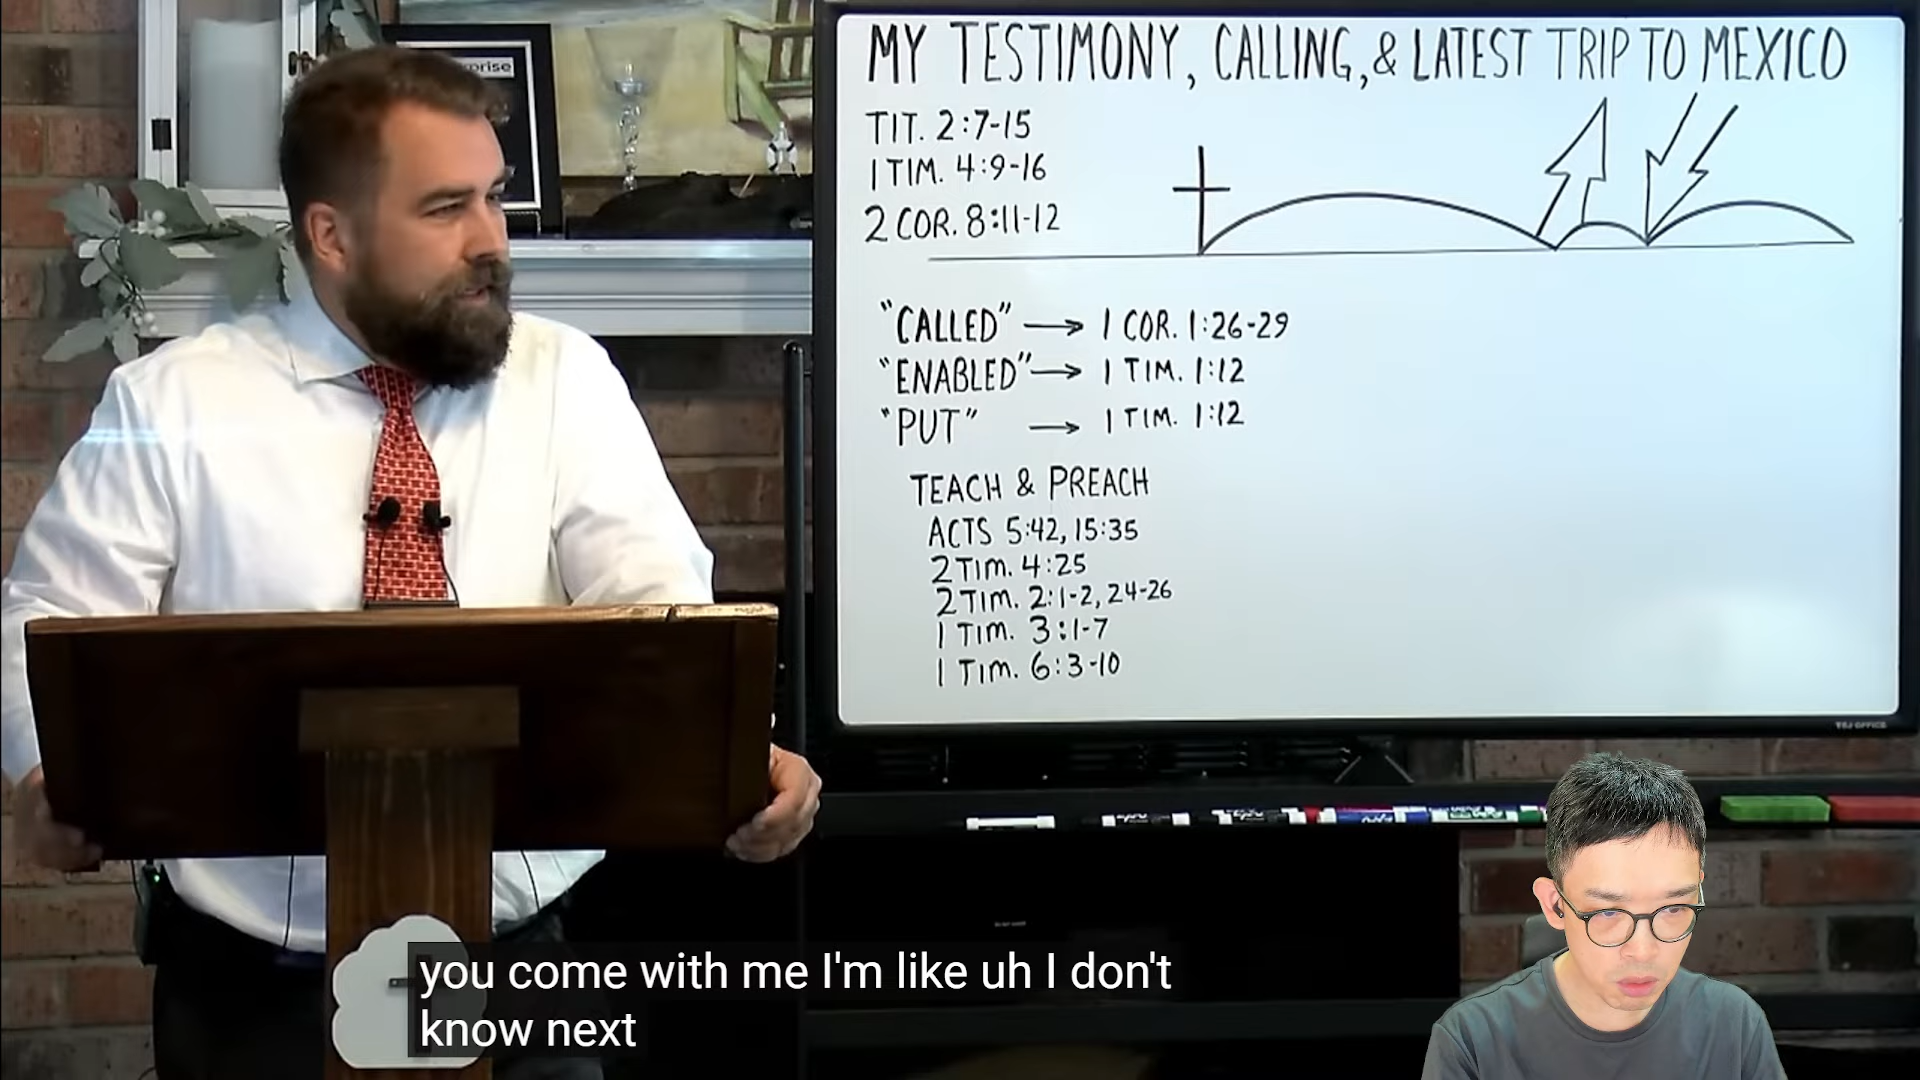 MY TESTIMONY, CALLING, & LATEST TRIP TO MEXICO
TIT. 2:7-15
1 TIM. 4:9-16
2 COR. 8:11-12
"CALLED" → 1 COR. 1:26-29
"ENABLED" → 1 TIM. 1:12
"PUT" → 1 TIM. 1:12
TEACH & PREACH
ACTS 5:42, 15:35
2 TIM. 4:25
2 TIM. 2:1-2, 24-26
1 TIM. 3:1-7
1 TIM. 6:3-10
you come with me I'm like uh I don't
know next